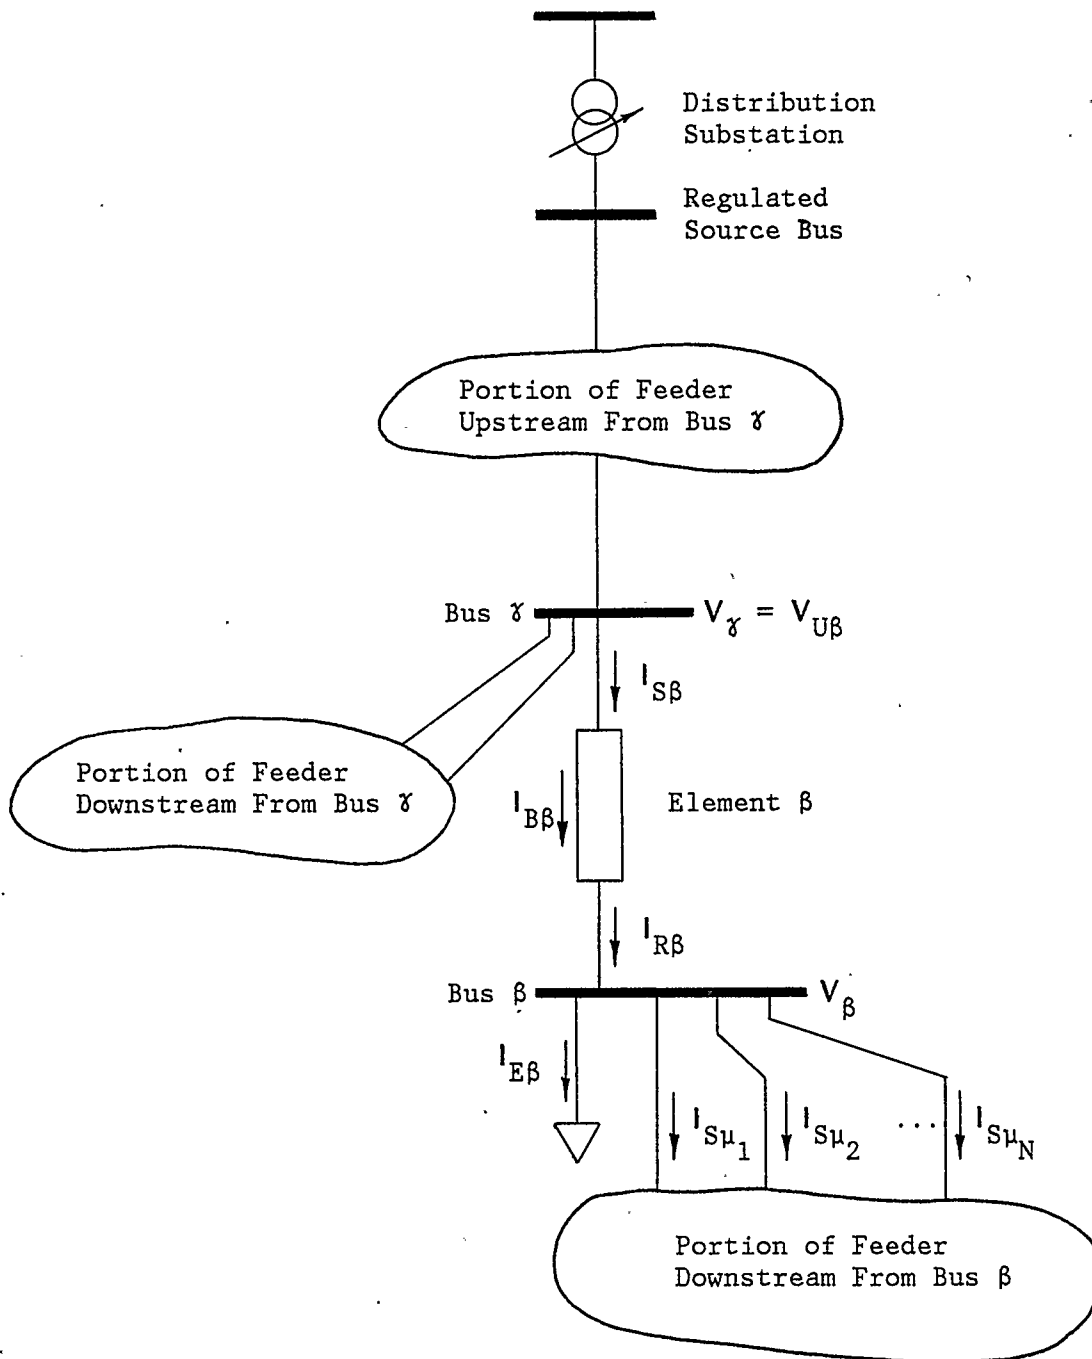 Distribution
Substation
Regulated
Source Bus
Portion of Feeder
Upstream From Bus γ
Bus γ
V_γ = V_Uβ
I_Sβ
Portion of Feeder
Downstream From Bus γ
I_Bβ
Element β
I_Rβ
Bus β
V_β
I_Eβ
I_Sμ₁
I_Sμ₂
...
I_Sμ_N
Portion of Feeder
Downstream From Bus β